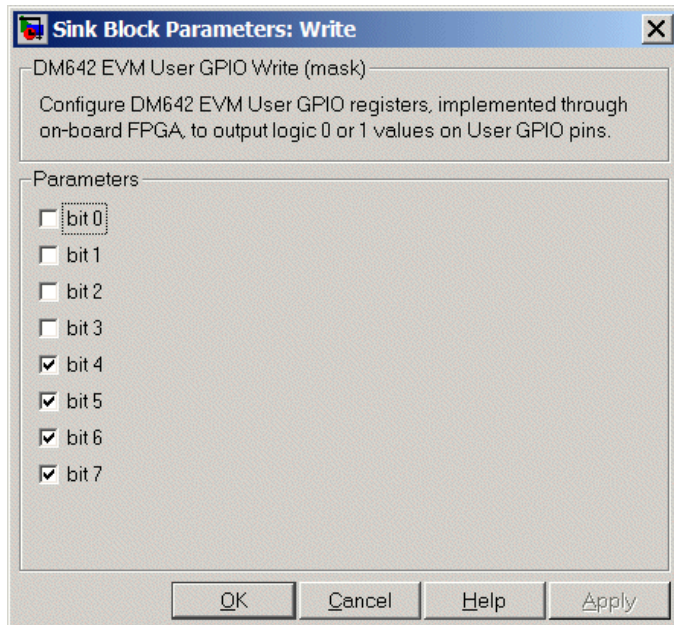 Sink Block Parameters: Write
DM642 EVM User GPIO Write (mask)
Configure DM642 EVM User GPIO registers, implemented through
on-board FPGA, to output logic 0 or 1 values on User GPIO pins.
Parameters
bit 0
bit 1
bit 2
bit 3
bit 4
bit 5
bit 6
bit 7
OK Cancel Help Apply